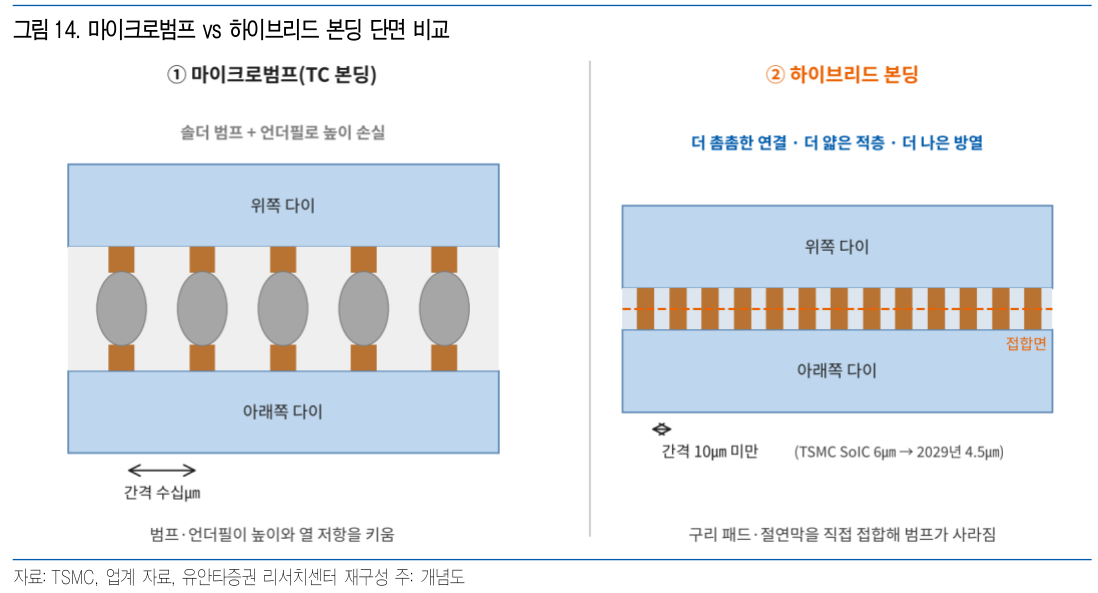 그림 14. 마이크로범프 vs 하이브리드 본딩 단면 비교
① 마이크로범프(TC 본딩)
솔더 범프 + 언더필로 높이 손실
위쪽 다이
아래쪽 다이
간격 수십μm
범프·언더필이 높이와 열 저항을 키움
② 하이브리드 본딩
더 촘촘한 연결 · 더 얇은 적층 · 더 나은 방열
위쪽 다이
접합면
아래쪽 다이
간격 10μm 미만
(TSMC SoIC 6μm → 2029년 4.5μm)
구리 패드·절연막을 직접 접합해 범프가 사라짐
자료: TSMC, 업계 자료, 유안타증권 리서치센터 재구성 주: 개념도